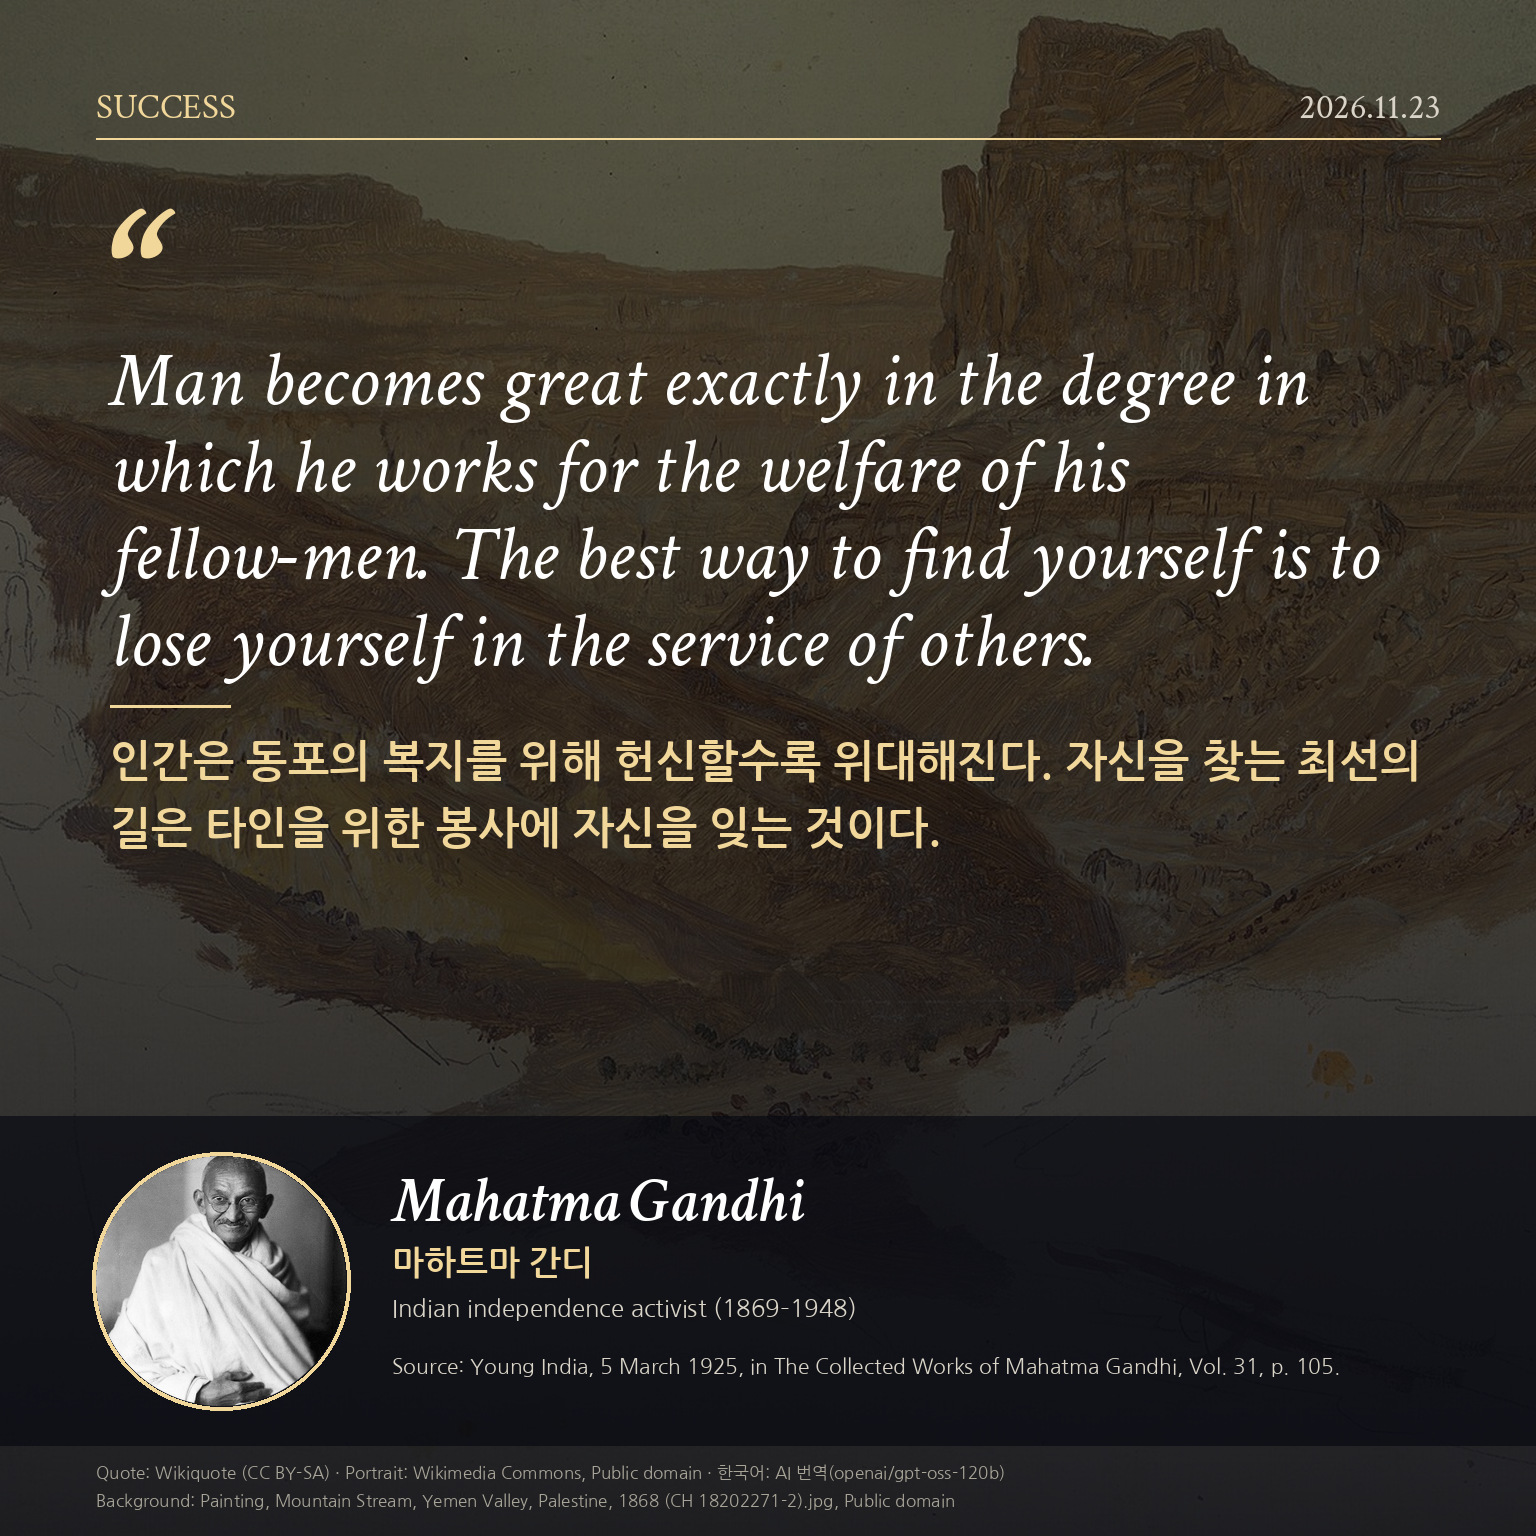 SUCCESS
2026.11.23
“
Man becomes great exactly in the degree in
which he works for the welfare of his
fellow-men. The best way to find yourself is to
lose yourself in the service of others.
인간은 동포의 복지를 위해 헌신할수록 위대해진다. 자신을 찾는 최선의
길은 타인을 위한 봉사에 자신을 잊는 것이다.
Mahatma Gandhi
마하트마 간디
Indian independence activist (1869-1948)
Source: Young India, 5 March 1925, in The Collected Works of Mahatma Gandhi, Vol. 31, p. 105.
Quote: Wikiquote (CC BY-SA) · Portrait: Wikimedia Commons, Public domain · 한국어: AI 번역(openai/gpt-oss-120b)
Background: Painting, Mountain Stream, Yemen Valley, Palestine, 1868 (CH 18202271-2).jpg, Public domain